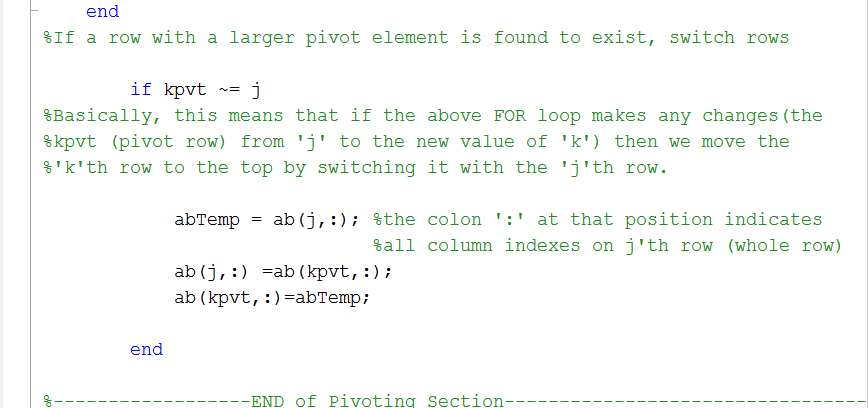 end
%If a row with a larger pivot element is found to exist, switch rows
if kpvt ~= j
%Basically, this means that if the above FOR loop makes any changes(the
%kpvt (pivot row) from 'j' to the new value of 'k') then we move the
%'k'th row to the top by switching it with the 'j'th row.
abTemp = ab(j,:); %the colon ':' at that position indicates
%all column indexes on j'th row (whole row)
ab(j,:) =ab(kpvt,:);
ab(kpvt,:)=abTemp;
end
%------------------END of Pivoting Section----------------------------------